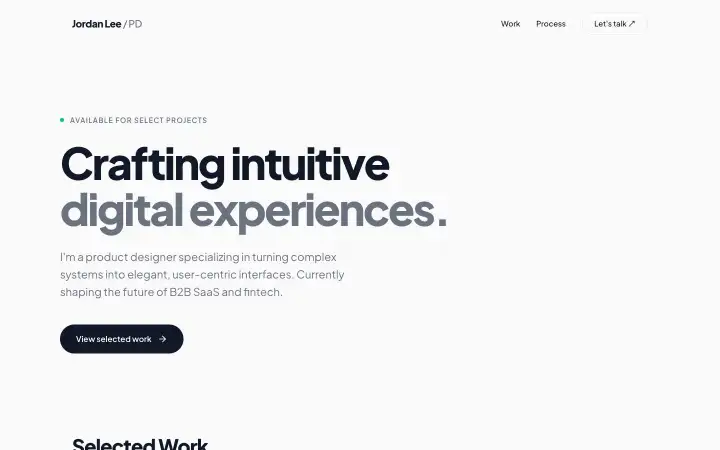 Jordan Lee / PD
Work
Process
Let's talk ↗
AVAILABLE FOR SELECT PROJECTS
Crafting intuitive
digital experiences.
I'm a product designer specializing in turning complex
systems into elegant, user-centric interfaces. Currently
shaping the future of B2B SaaS and fintech.
View selected work →
Selected Work